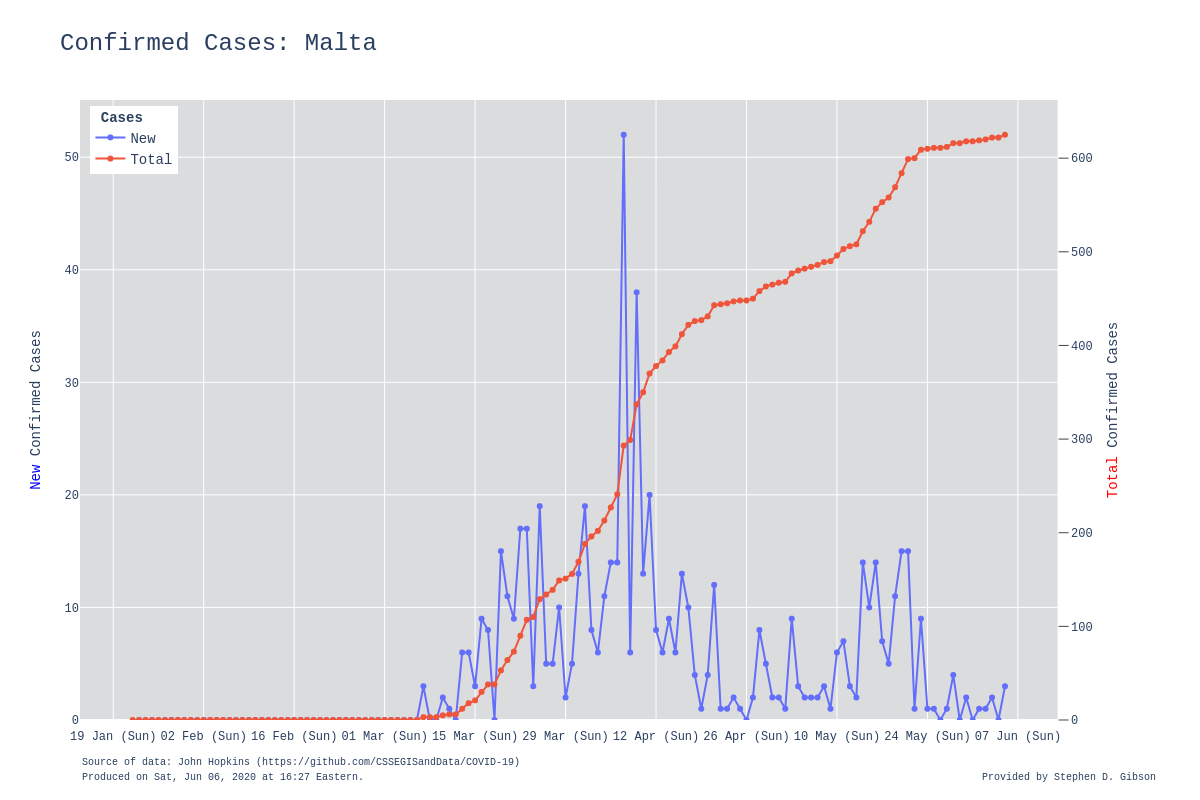 Confirmed Cases: Malta
Cases
New
Total
50
40
30
20
10
0
600
500
400
300
200
100
0
New Confirmed Cases
Total Confirmed Cases
19 Jan (Sun) 02 Feb (Sun) 16 Feb (Sun) 01 Mar (Sun) 15 Mar (Sun) 29 Mar (Sun) 12 Apr (Sun) 26 Apr (Sun) 10 May (Sun) 24 May (Sun) 07 Jun (Sun)
Source of data: John Hopkins (https://github.com/CSSEGISandData/COVID-19)
Produced on Sat, Jun 06, 2020 at 16:27 Eastern.
Provided by Stephen D. Gibson